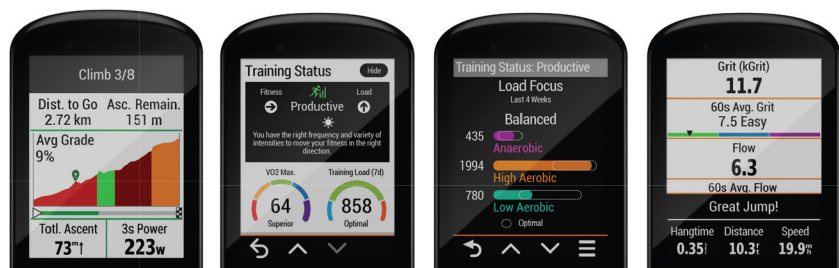 Climb 3/8
Dist. to Go Asc. Remain.
2.72 km 151 m
Avg Grade
9%
Totl. Ascent 3s Power
73m↑ 223w
Training Status Hide
Fitness Load
Productive
You have the right frequency and variety of
intensities to move your fitness in the right
direction.
VO2 Max. Training Load (7d)
64 858
Superior Optimal
Training Status: Productive
Load Focus
Last 4 Weeks
Balanced
435
Anaerobic
1994
High Aerobic
780
Low Aerobic
Optimal
Grit (kGrit)
11.7
60s Avg. Grit
7.5 Easy
Flow
6.3
60s Avg. Flow
Great Jump!
Hangtime Distance Speed
0.35 10.3 19.9